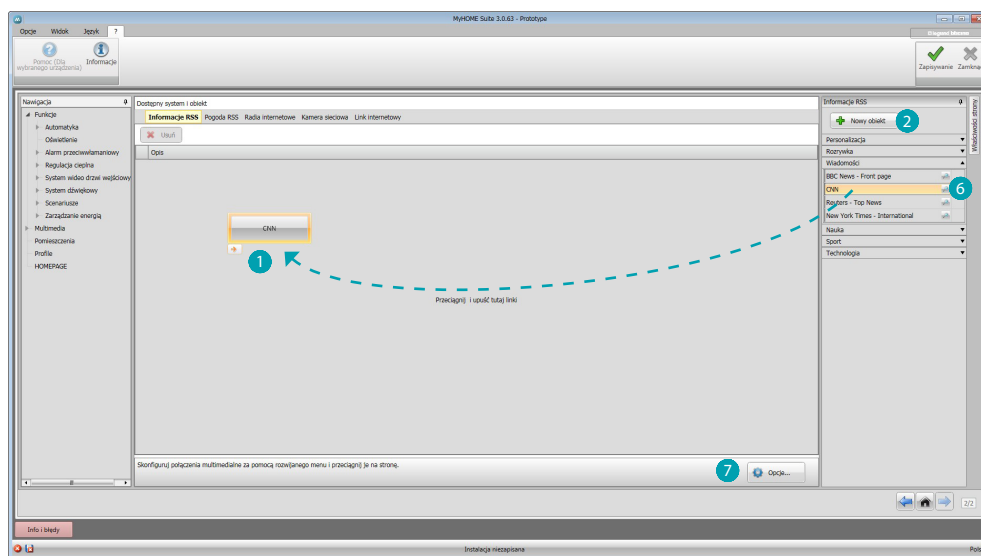 MyHOME Suite 3.0.63 - Prototype
Opcje Widok Język ?
Pomoc (Dla wybranego urządzenia)
Informacje
Zapisywanie
Nawigacja
Funkcje
Automatyka
Oświetlenie
Alarm przeciwwłamaniowy
Regulacja cieplna
System wideo drzwi wejściowy
System dźwiękowy
Scenariusze
Zarządzanie energią
Multimedia
Pomieszczenia
Profile
HOMEPAGE
Dostępny system i obiekt
Informacje RSS Pogoda RSS Radia internetowe Kamera sieciowa Link internetowy
Usuń
Opis
CNN
1
Przeciągnij i upuść tutaj linki
Skonfiguruj połączenia multimedialne za pomocą rozwijanego menu i przeciągnij je na stronę.
7
Opcje...
Informacje RSS
Nowy obiekt
2
Personalizacja
Rozrywka
Wiadomości
BBC News - Front page
CNN
6
Reuters - Top News
New York Times - International
Nauka
Sport
Technologia
Właściwości strony
2/2
Info i błędy
Instalacja niezapisana